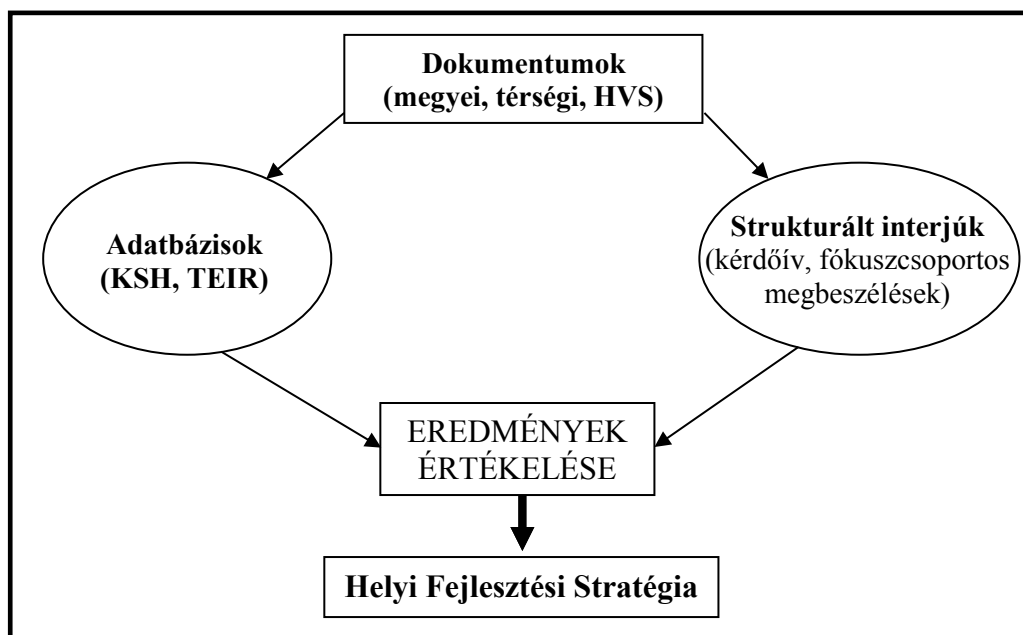 Dokumentumok
(megyei, térségi, HVS)
Adatbázisok
(KSH, TEIR)
Strukturált interjúk
(kérdőív, fókuszcsoportos
megbeszélések)
EREDMÉNYEK
ÉRTÉKELÉSE
Helyi Fejlesztési Stratégia